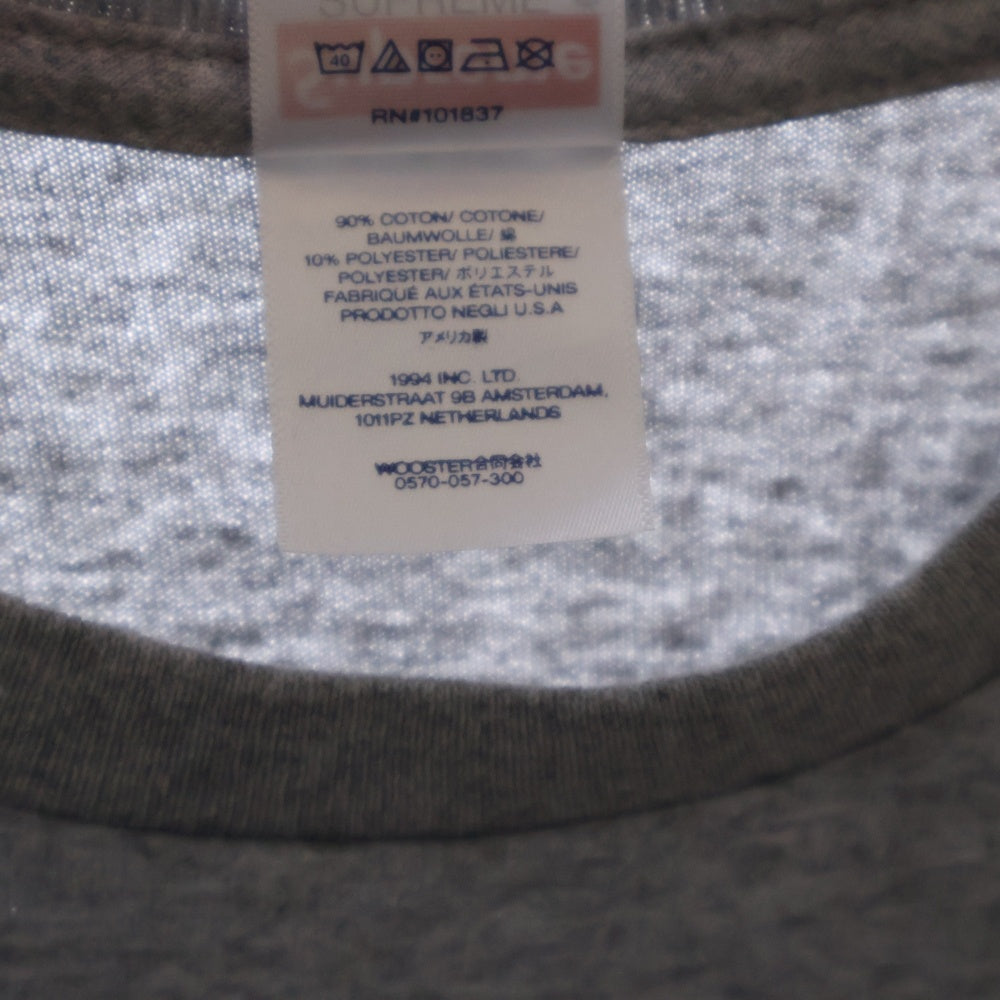 SUPREME
40
RN#101837
90% COTON/ COTONE/
BAUMWOLLE/ 綿
10% POLYESTER/ POLIESTERE/
POLYESTER/ ポリエステル
FABRIQUÉ AUX ÉTATS-UNIS
PRODOTTO NEGLI U.S.A
アメリカ製
1994 INC. LTD.
MUIDERSTRAAT 9B AMSTERDAM,
1011PZ NETHERLANDS
WOOSTER合同会社
0570-057-300